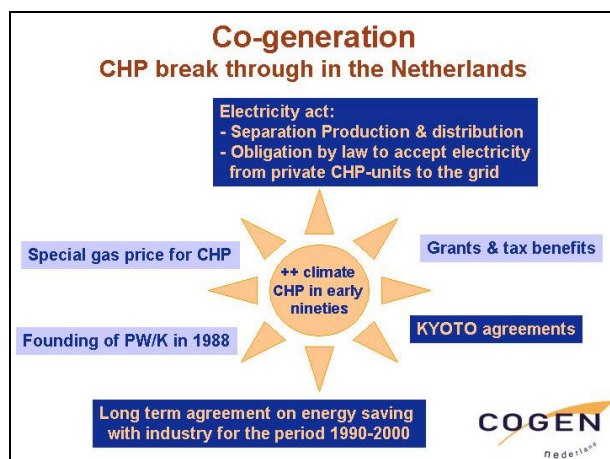 Co-generation
CHP break through in the Netherlands
Electricity act:
- Separation Production & distribution
- Obligation by law to accept electricity
from private CHP-units to the grid
Special gas price for CHP
Grants & tax benefits
++ climate
CHP in early
nineties
Founding of PW/K in 1988
KYOTO agreements
Long term agreement on energy saving
with industry for the period 1990-2000
COGEN
nederland